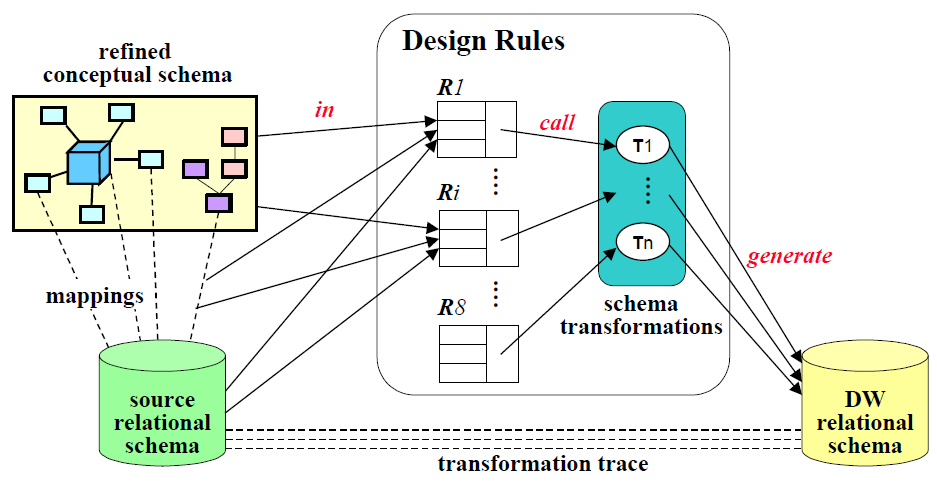 refined
conceptual schema
Design Rules
R1
in
call
T1
Ri
Tn
generate
mappings
R8
schema
transformations
source
relational
schema
DW
relational
schema
transformation trace